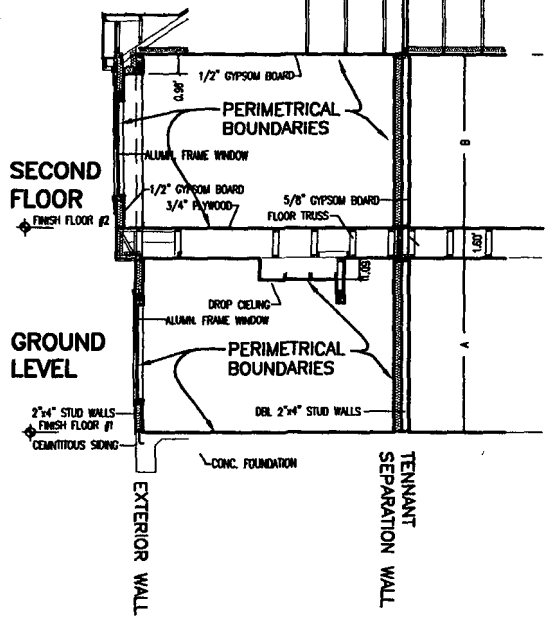 1/2" GYPSOM BOARD
0.98'
PERIMETRICAL
BOUNDARIES
B
ALUMN. FRAME WINDOW
SECOND
FLOOR
1/2" GYPSOM BOARD
3/4" PLYWOOD
5/8" GYPSOM BOARD
FLOOR TRUSS
FINISH FLOOR #2
1.60'
1.09'
DROP CIELING
ALUMN. FRAME WINDOW
GROUND
LEVEL
PERIMETRICAL
BOUNDARIES
A
2"x4" STUD WALLS
DBL 2"x4" STUD WALLS
FINISH FLOOR #1
CEMNTITOUS SIDING
CONC. FOUNDATION
EXTERIOR WALL
TENNANT
SEPARATION WALL